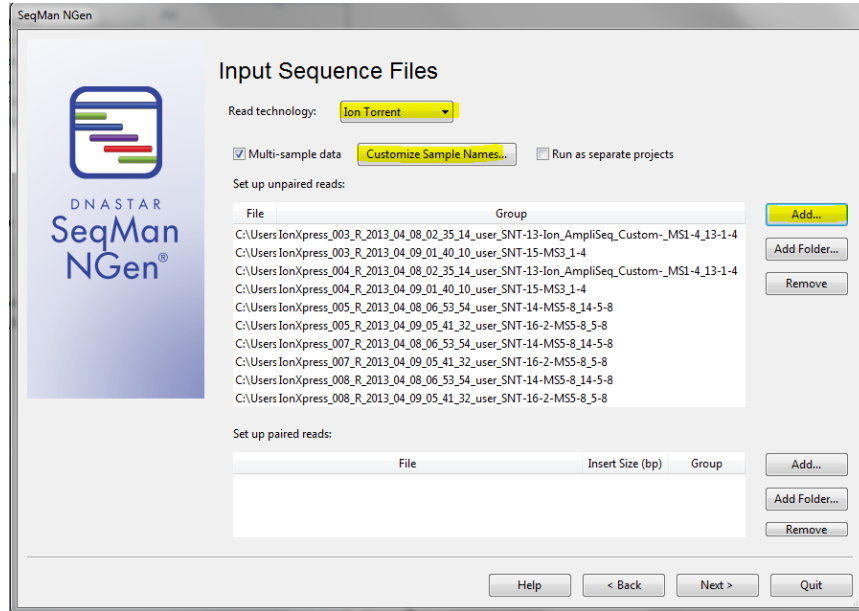 SeqMan NGen
DNASTAR
SeqMan
NGen®
Input Sequence Files
Read technology: Ion Torrent
Multi-sample data Customize Sample Names... Run as separate projects
Set up unpaired reads:
File Group
C:\Users IonXpress_003_R_2013_04_08_02_35_14_user_SNT-13-Ion_AmpliSeq_Custom-_MS1-4_13-1-4
C:\Users IonXpress_003_R_2013_04_09_01_40_10_user_SNT-15-MS3_1-4
C:\Users IonXpress_004_R_2013_04_08_02_35_14_user_SNT-13-Ion_AmpliSeq_Custom-_MS1-4_13-1-4
C:\Users IonXpress_004_R_2013_04_09_01_40_10_user_SNT-15-MS3_1-4
C:\Users IonXpress_005_R_2013_04_08_06_53_54_user_SNT-14-MS5-8_14-5-8
C:\Users IonXpress_005_R_2013_04_09_05_41_32_user_SNT-16-2-MS5-8_5-8
C:\Users IonXpress_007_R_2013_04_08_06_53_54_user_SNT-14-MS5-8_14-5-8
C:\Users IonXpress_007_R_2013_04_09_05_41_32_user_SNT-16-2-MS5-8_5-8
C:\Users IonXpress_008_R_2013_04_08_06_53_54_user_SNT-14-MS5-8_14-5-8
C:\Users IonXpress_008_R_2013_04_09_05_41_32_user_SNT-16-2-MS5-8_5-8
Add...
Add Folder...
Remove
Set up paired reads:
File Insert Size (bp) Group
Add...
Add Folder...
Remove
Help < Back Next > Quit